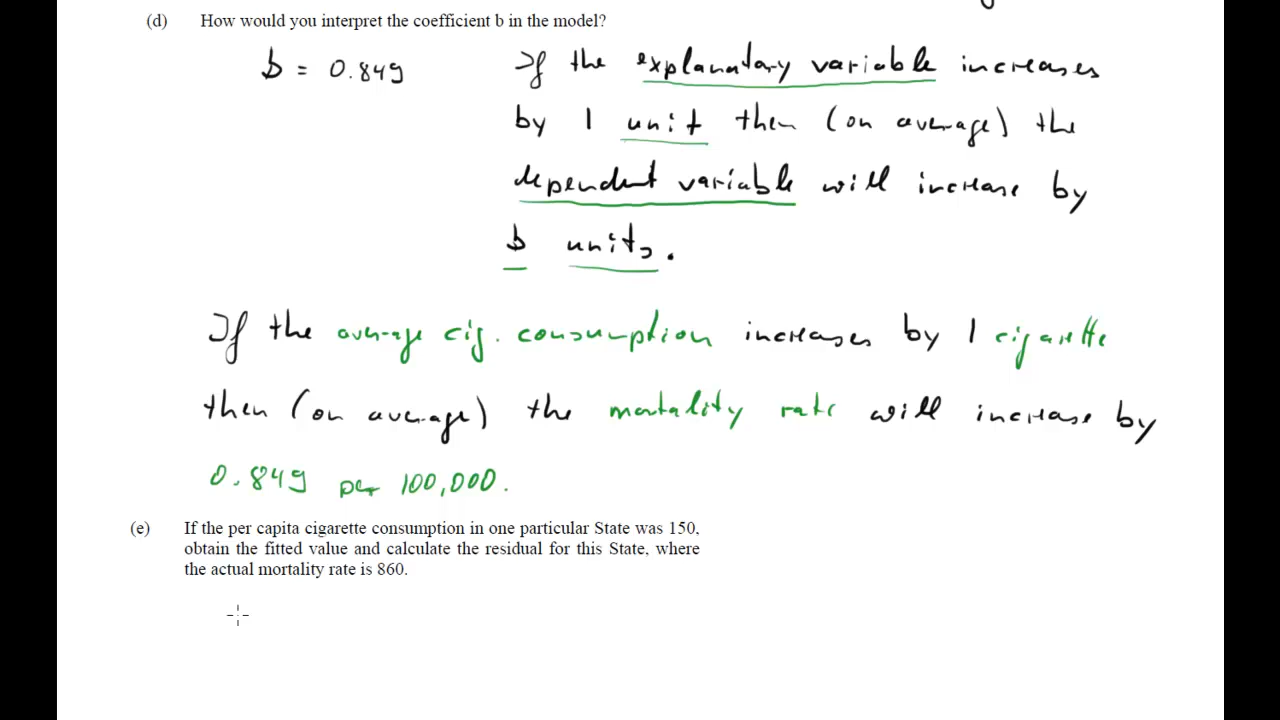 (d) How would you interpret the coefficient b in the model?
b = 0.849
If the explanatory variable increases
by 1 unit then (on average) the
dependent variable will increase by
b units.
If the average cig. consumption increases by 1 cigarette
then (on average) the mortality rate will increase by
0.849 per 100,000.
(e) If the per capita cigarette consumption in one particular State was 150,
obtain the fitted value and calculate the residual for this State, where
the actual mortality rate is 860.